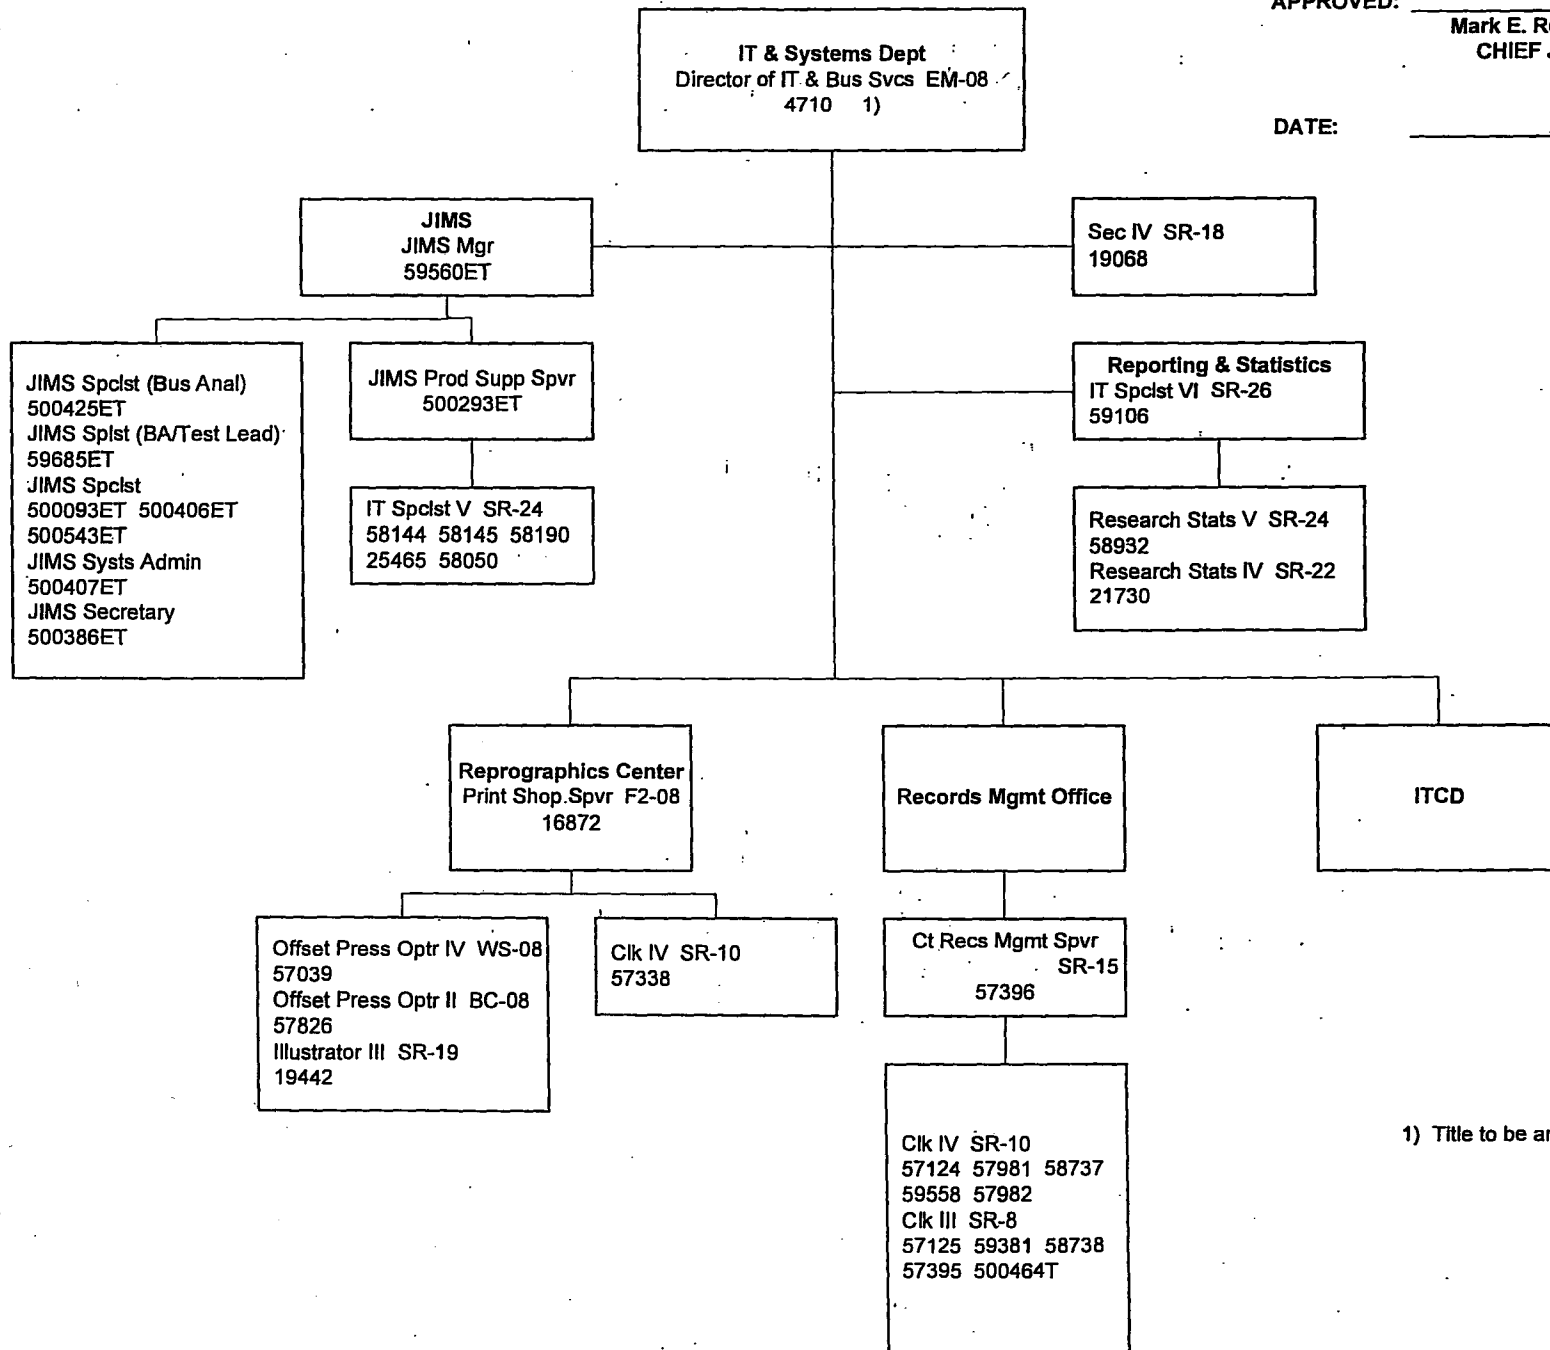 APPROVED:
Mark E.
CHIEF
DATE:
IT & Systems Dept
Director of IT & Bus Svcs EM-08
4710 1)
JIMS
JIMS Mgr
59560ET
Sec IV SR-18
19068
JIMS Spclst (Bus Anal)
500425ET
JIMS Splst (BA/Test Lead)
59685ET
JIMS Spclst
500093ET 500406ET
500543ET
JIMS Systs Admin
500407ET
JIMS Secretary
500386ET
JIMS Prod Supp Spvr
500293ET
IT Spclst V SR-24
58144 58145 58190
25465 58050
Reporting & Statistics
IT Spclst VI SR-26
59106
Research Stats V SR-24
58932
Research Stats IV SR-22
21730
Reprographics Center
Print Shop Spvr F2-08
16872
Records Mgmt Office
ITCD
Offset Press Optr IV WS-08
57039
Offset Press Optr II BC-08
57826
Illustrator III SR-19
19442
Clk IV SR-10
57338
Ct Recs Mgmt Spvr
SR-15
57396
Clk IV SR-10
57124 57981 58737
59558 57982
Clk III SR-8
57125 59381 58738
57395 500464T
1) Title to be